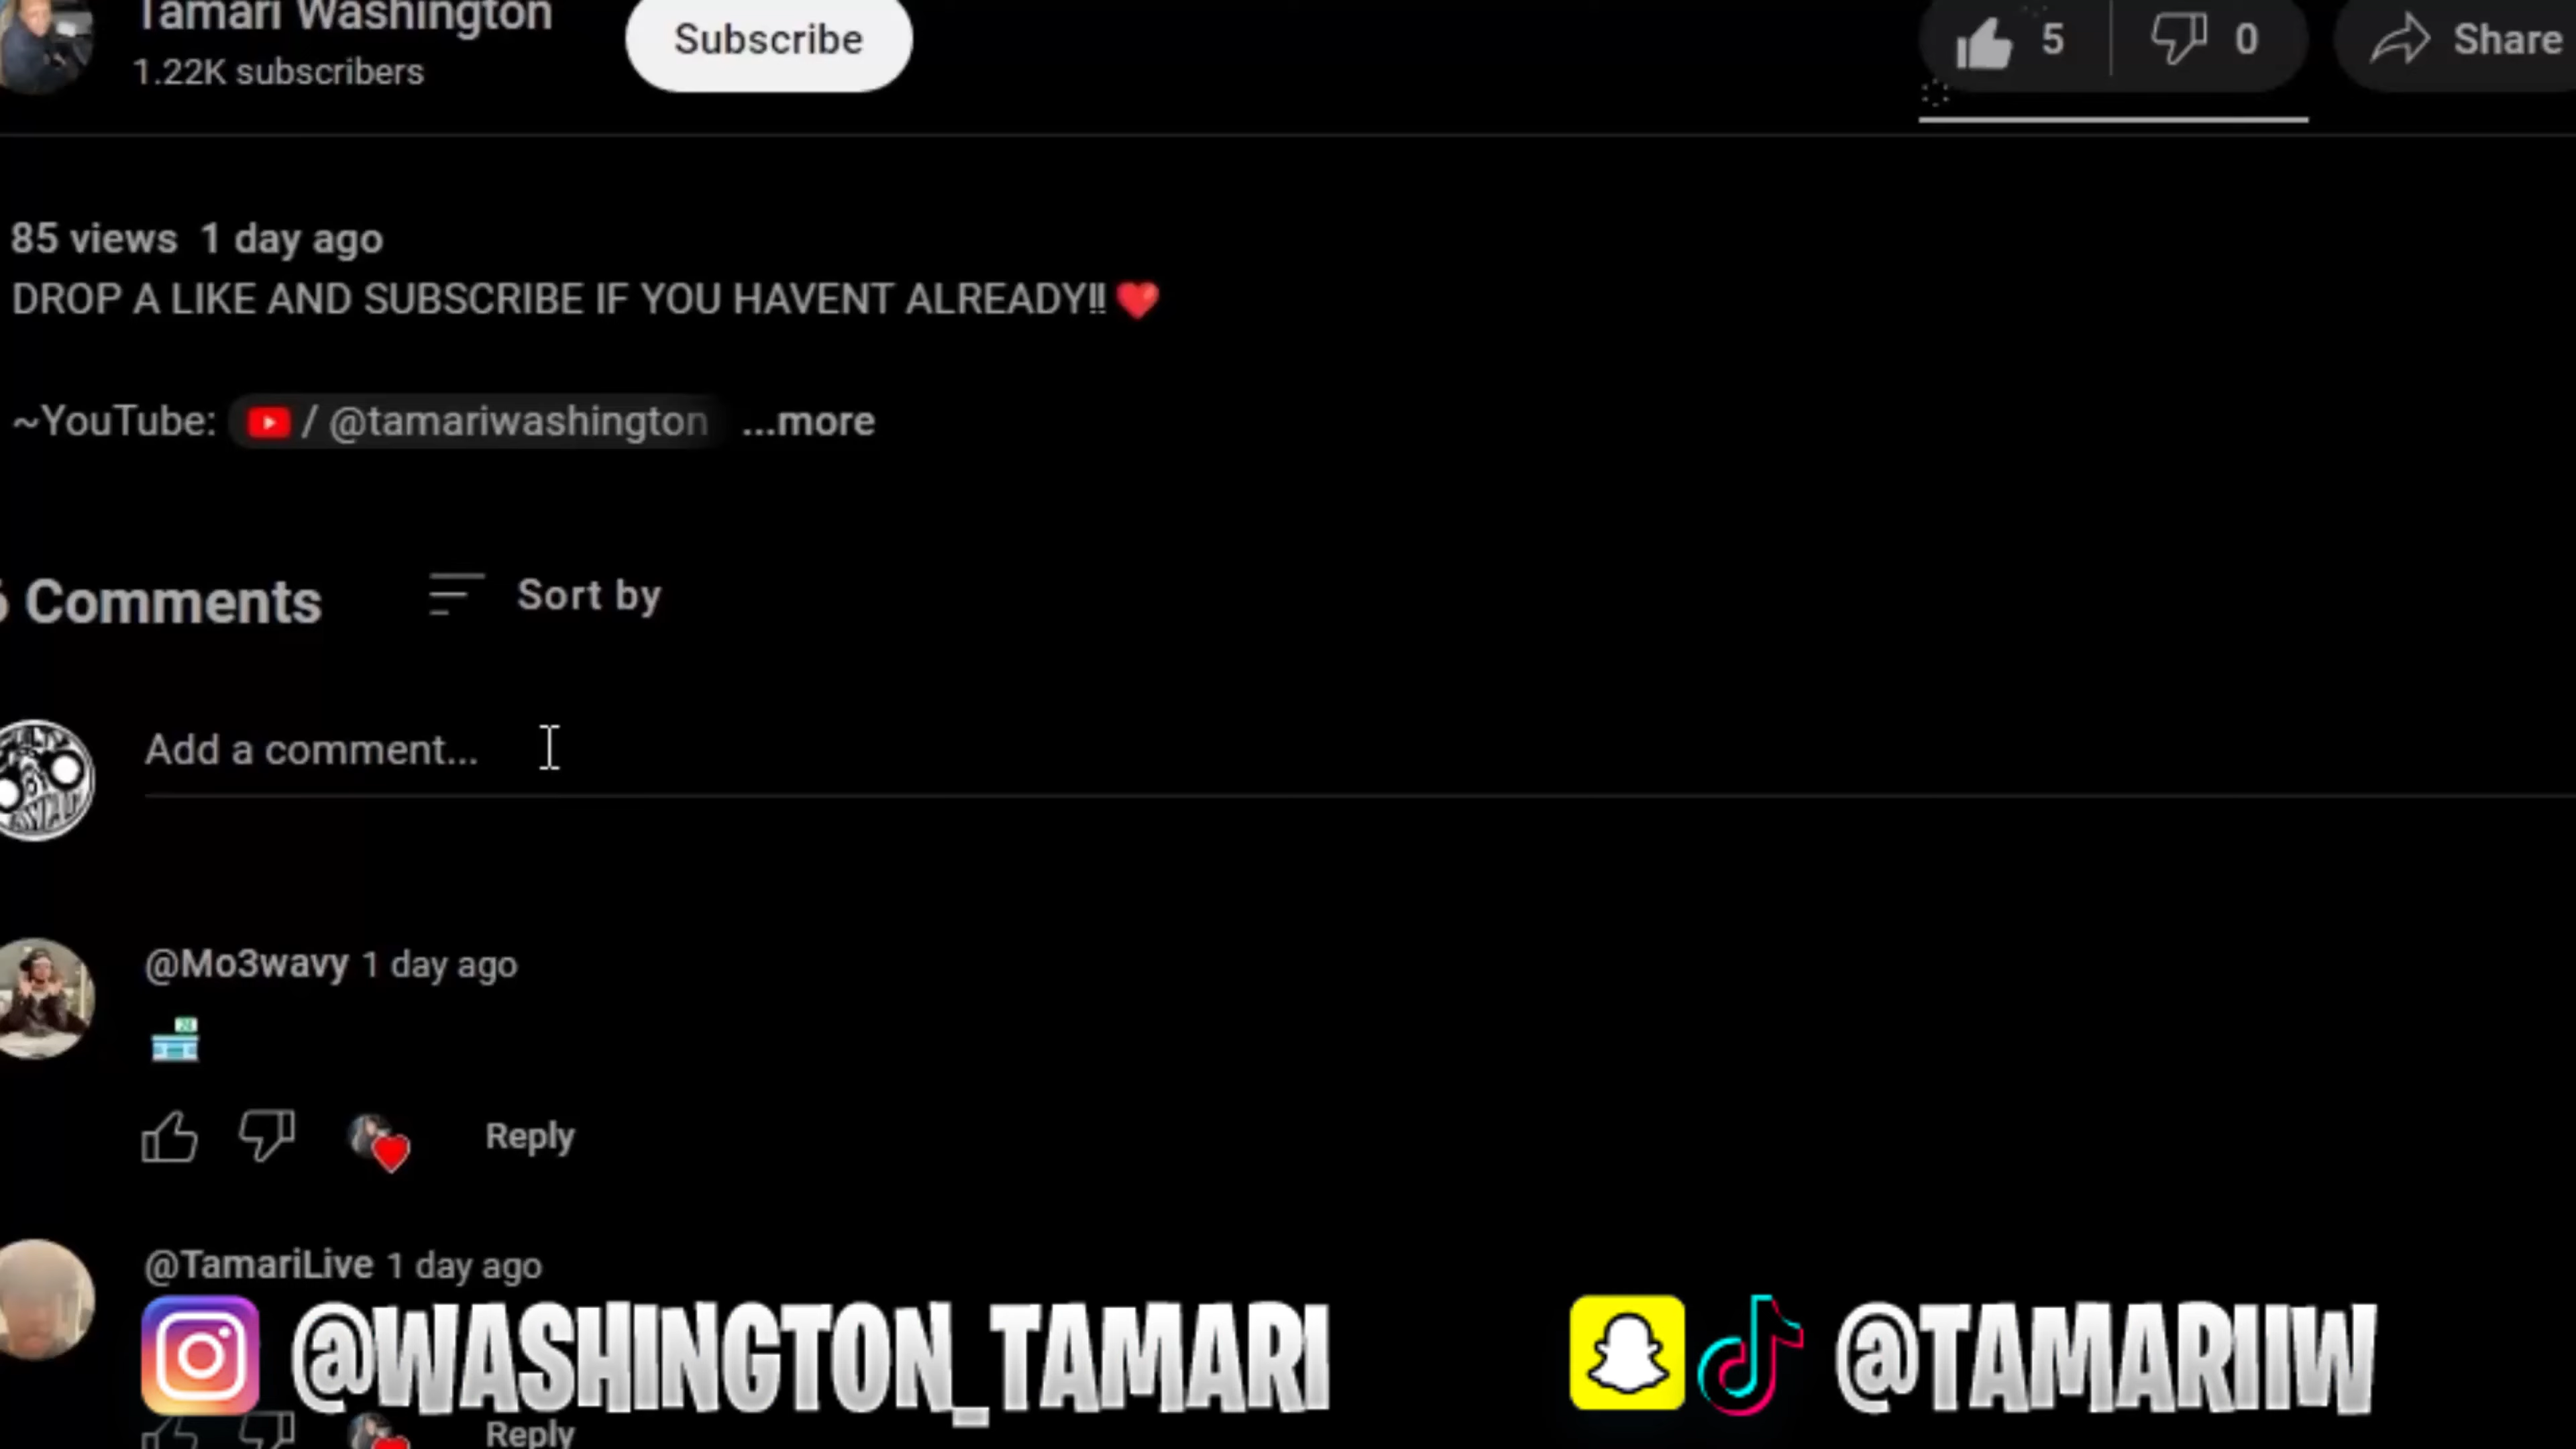 Tamari Washington
1.22K subscribers
Subscribe
5
0
Share
85 views 1 day ago
DROP A LIKE AND SUBSCRIBE IF YOU HAVENT ALREADY!!
~YouTube: / @tamariwashington ...more
Comments
Sort by
Add a comment...
@Mo3wavy 1 day ago
Reply
@TamariLive 1 day ago
@WASHINGTON_TAMARI
@TAMARIIW
Reply